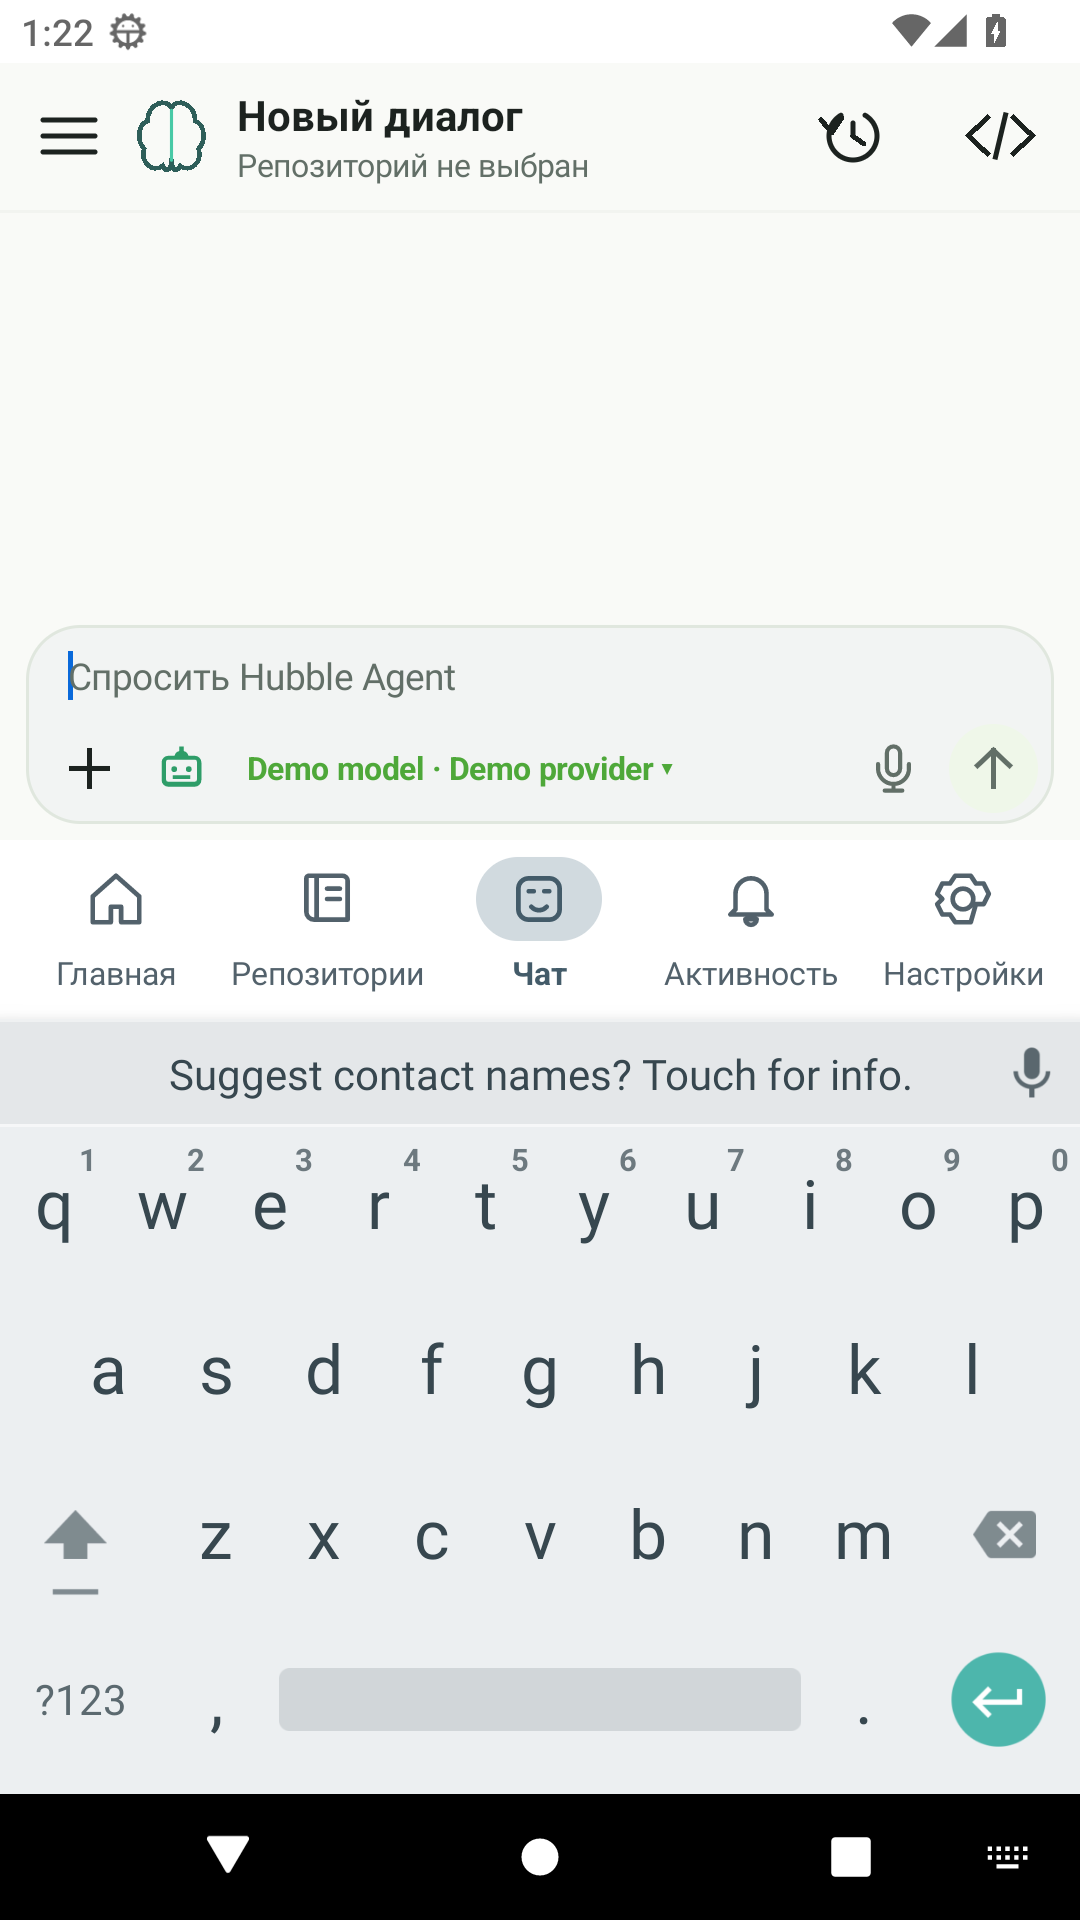 1:22
Новый диалог
Репозиторий не выбран
Спросить Hubble Agent
Demo model · Demo provider ▾
Главная Репозитории Чат Активность Настройки
Suggest contact names? Touch for info.
1 2 3 4 5 6 7 8 9 0
q w e r t y u i o p
a s d f g h j k l
z x c v b n m
?123 , .